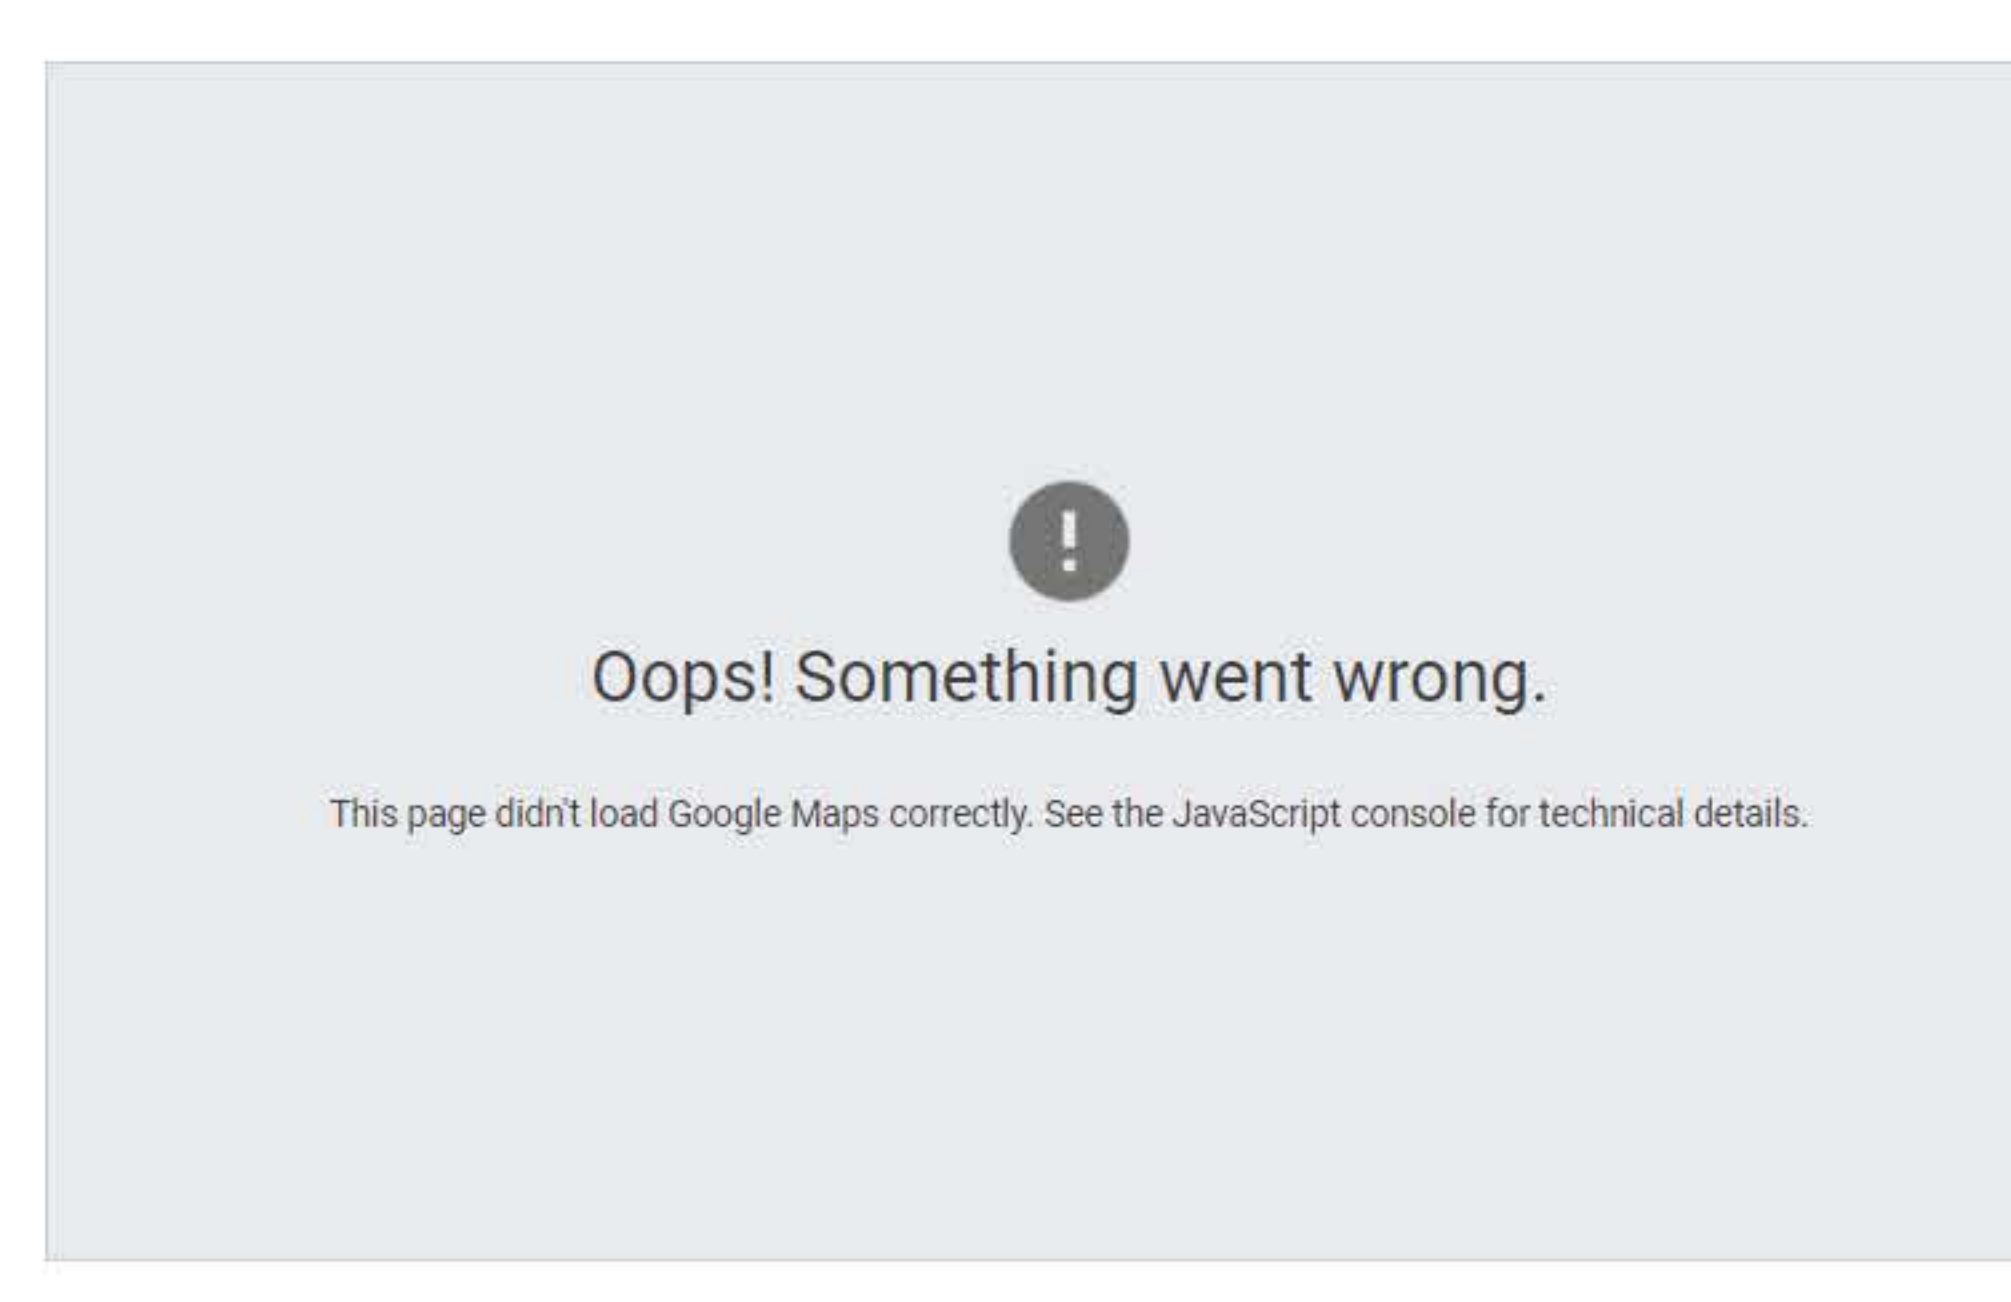 !
Oops! Something went wrong.
This page didn't load Google Maps correctly. See the JavaScript console for technical details.